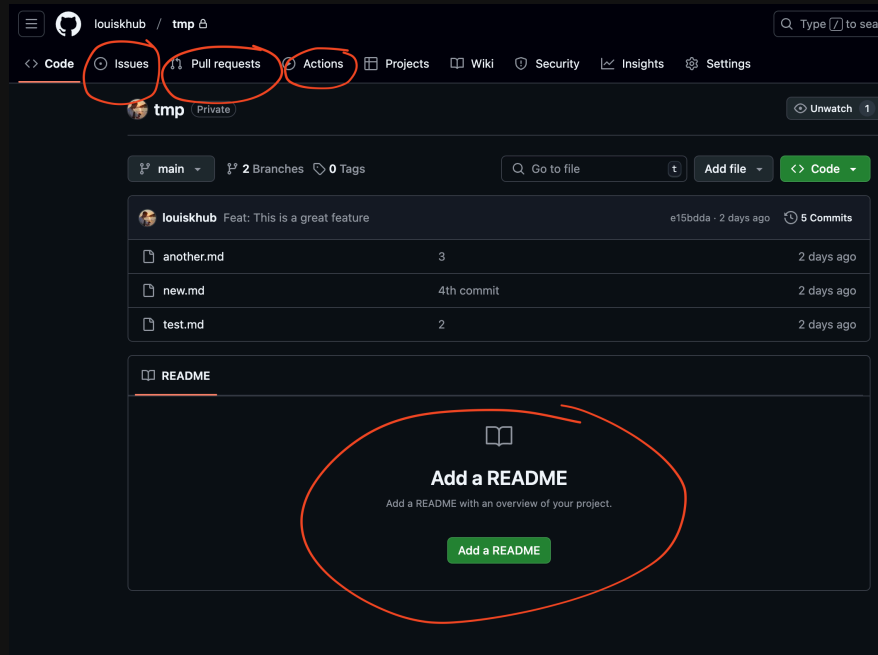 louiskhub / tmp
Type / to sea
Code Issues Pull requests Actions Projects Wiki Security Insights Settings
tmp Private
Unwatch 1
main 2 Branches 0 Tags Go to file t Add file Code
louiskhub Feat: This is a great feature e15bdda · 2 days ago 5 Commits
another.md 3 2 days ago
new.md 4th commit 2 days ago
test.md 2 2 days ago
README
Add a README
Add a README with an overview of your project.
Add a README